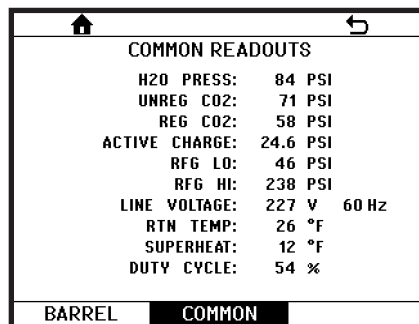 COMMON READOUTS
H2O PRESS: 84 PSI
UNREG CO2: 71 PSI
REG CO2: 58 PSI
ACTIVE CHARGE: 24.6 PSI
RFG LO: 46 PSI
RFG HI: 238 PSI
LINE VOLTAGE: 227 V 60 Hz
RTN TEMP: 26 °F
SUPERHEAT: 12 °F
DUTY CYCLE: 54 %
BARREL COMMON